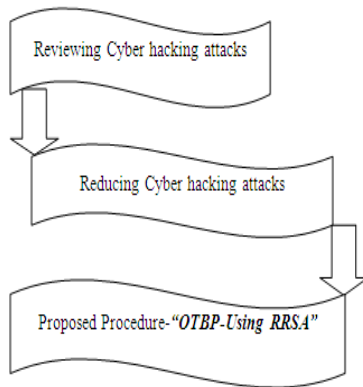 Reviewing Cyber hacking attacks
Reducing Cyber hacking attacks
Proposed Procedure-“OTBP-Using RRSA”